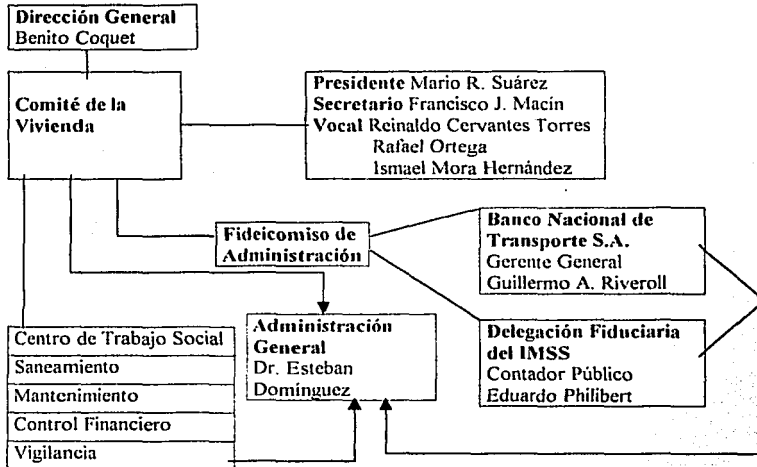 Dirección General
Benito Coquet
Comité de la
Vivienda
Presidente Mario R. Suárez
Secretario Francisco J. Macín
Vocal Reinaldo Cervantes Torres
Rafael Ortega
Ismael Mora Hernández
Fideicomiso de
Administración
Banco Nacional de
Transporte S.A.
Gerente General
Guillermo A. Riveroll
Delegación Fiduciaria
del IMSS
Contador Público
Eduardo Philibert
Administración
General
Dr. Esteban
Domínguez
Centro de Trabajo Social
Saneamiento
Mantenimiento
Control Financiero
Vigilancia